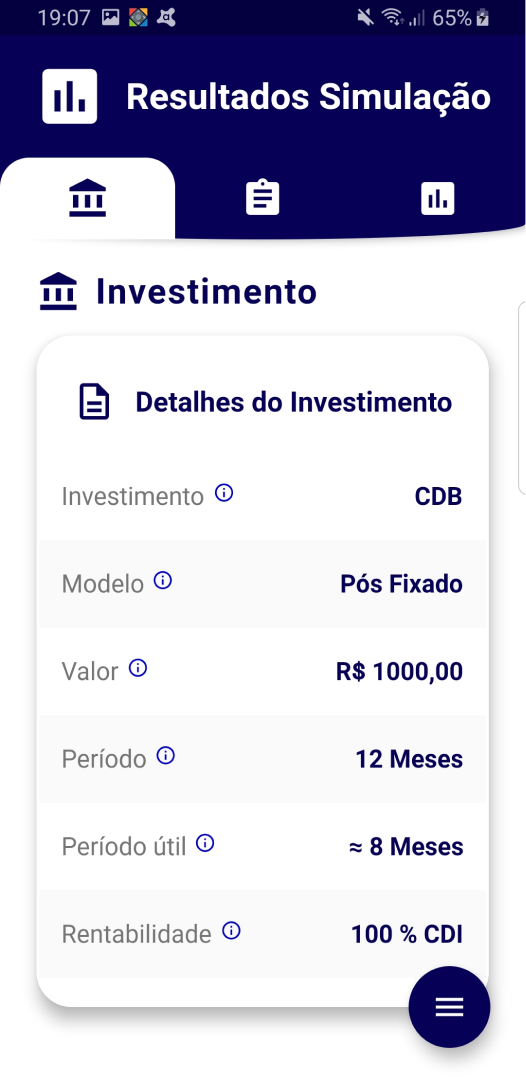 19:07 65%
Resultados Simulação
Investimento
Detalhes do Investimento
Investimento CDB
Modelo Pós Fixado
Valor R$ 1000,00
Período 12 Meses
Período útil ≈ 8 Meses
Rentabilidade 100 % CDI